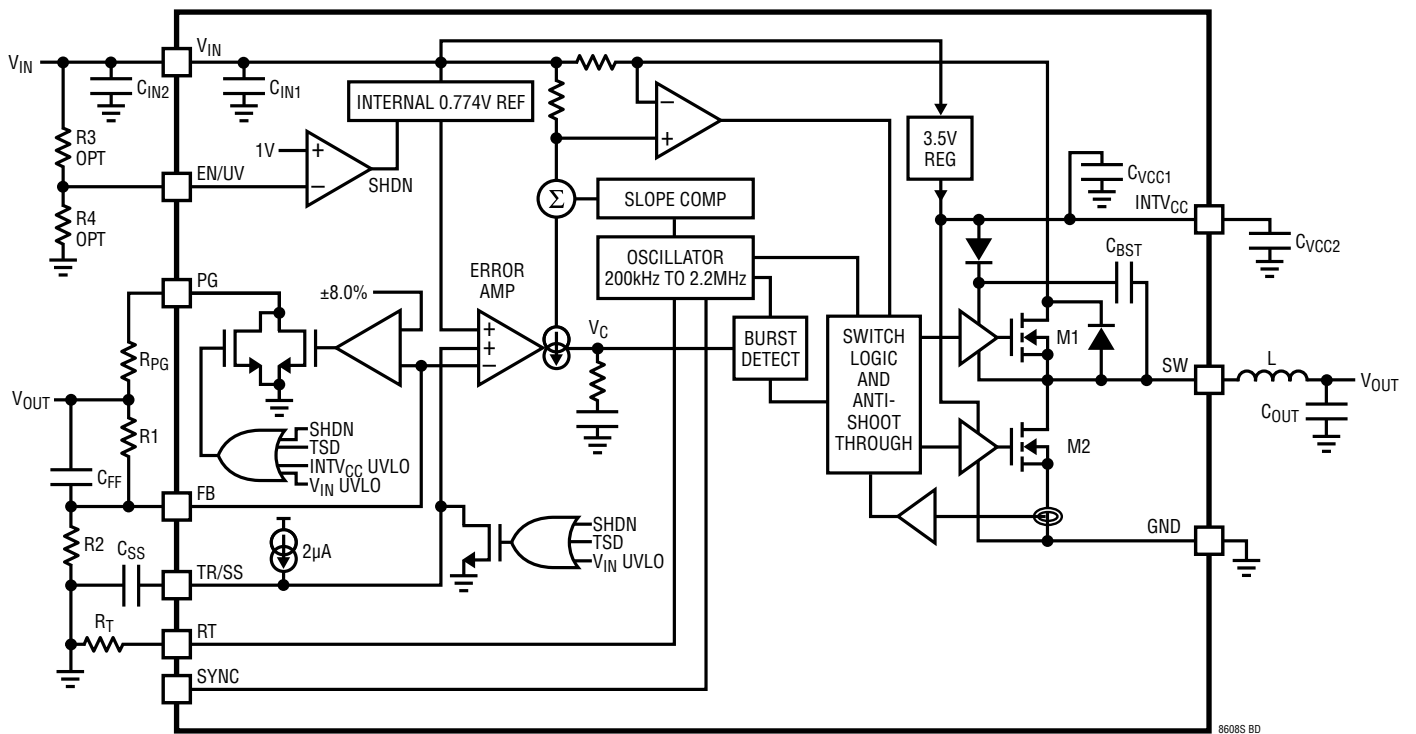 VIN
VIN
CIN2
CIN1
INTERNAL 0.774V REF
R3
OPT
1V
+
−
SHDN
EN/UV
R4
OPT
−
+
3.5V
REG
CVCC1
INTVCC
CVCC2
Σ
SLOPE COMP
OSCILLATOR
200kHz TO 2.2MHz
CBST
PG
±8.0%
ERROR
AMP
+
+
−
VC
BURST
DETECT
SWITCH
LOGIC
AND
ANTI-
SHOOT
THROUGH
M1
SW
L
VOUT
COUT
M2
RPG
VOUT
R1
CFF
SHDN
TSD
INTVCC UVLO
VIN UVLO
FB
R2
CSS
2µA
SHDN
TSD
VIN UVLO
GND
TR/SS
RT
RT
SYNC
8608S BD